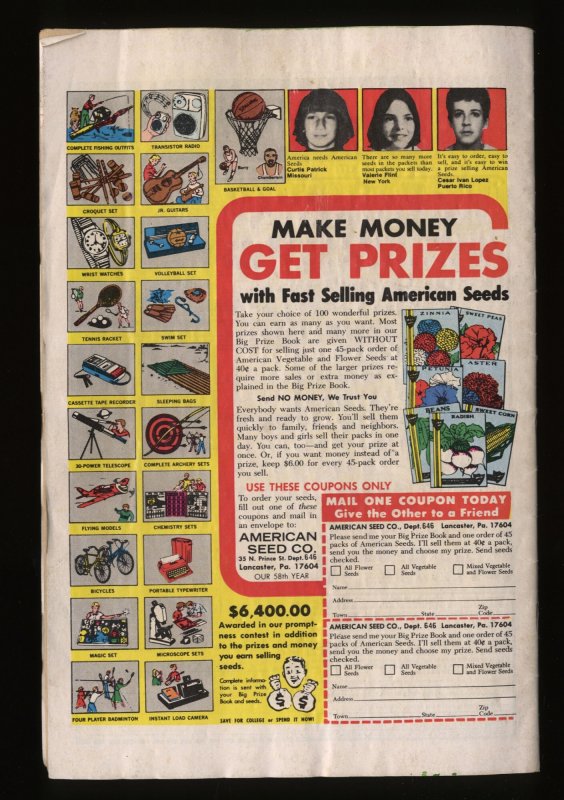 COMPLETE FISHING OUTFITS
TRANSISTOR RADIO
CROQUET SET
JR. GUITARS
WRIST WATCHES
VOLLEYBALL SET
TENNIS RACKET
SWIM SET
CASSETTE TAPE RECORDER
SLEEPING BAGS
30-POWER TELESCOPE
COMPLETE ARCHERY SETS
FLYING MODELS
CHEMISTRY SETS
BICYCLES
PORTABLE TYPEWRITER
MAGIC SET
MICROSCOPE SETS
FOUR PLAYER BADMINTON
INSTANT LOAD CAMERA
BASKETBALL & GOAL
America needs American
Seeds.
Curtis Patrick
Missouri
There are so many more
seeds in the packets than
most packets you sell today.
Valerie Flint
New York
It's easy to order, easy to
sell, and it's easy to win
a prize selling American
Seeds.
Cesar Ivan Lopez
Puerto Rico
MAKE MONEY
GET PRIZES
with Fast Selling American Seeds
Take your choice of 100 wonderful prizes.
You can earn as many as you want. Most
prizes shown here and many more in our
Big Prize Book are given WITHOUT
COST for selling just one 45-pack order of
American Vegetable and Flower Seeds at
40¢ a pack. Some of the larger prizes re-
quire more sales or extra money as ex-
plained in the Big Prize Book.
Send NO MONEY, We Trust You
Everybody wants American Seeds. They're
fresh and ready to grow. You'll sell them
quickly to family, friends and neighbors.
Many boys and girls sell their packs in one
day. You can, too—and get your prize at
once. Or, if you want money instead of a
prize, keep $6.00 for every 45-pack order
you sell.
ZINNIA
SWEET PEAS
PETUNIA
ASTER
BEANS
RADISH
SWEET CORN
USE THESE COUPONS ONLY
To order your seeds,
fill out one of these
coupons and mail in
an envelope to:
AMERICAN
SEED CO.
35 N. Prince St. Dept. 646
Lancaster, Pa. 17604
OUR 58th YEAR
$6,400.00
Awarded in our prompt-
ness contest in addition
to the prizes and money
you earn selling
seeds.
Complete informa-
tion is sent with
your Big Prize
Book and seeds.
SAVE FOR COLLEGE or SPEND IT NOW!
MAIL ONE COUPON TODAY
Give the Other to a Friend
AMERICAN SEED CO., Dept. 646 Lancaster, Pa. 17604
Please send me your Big Prize Book and one order of 45
packs of American Seeds. I'll sell them at 40¢ a pack,
send you the money and choose my prize. Send seeds
checked.
All Flower Seeds
All Vegetable Seeds
Mixed Vegetable and Flower Seeds
Name
Address
Town State Zip Code
AMERICAN SEED CO., Dept. 646 Lancaster, Pa. 17604
Please send me your Big Prize Book and one order of 45
packs of American Seeds. I'll sell them at 40¢ a pack,
send you the money and choose my prize. Send seeds
checked.
All Flower Seeds
All Vegetable Seeds
Mixed Vegetable and Flower Seeds
Name
Address
Town State Zip Code